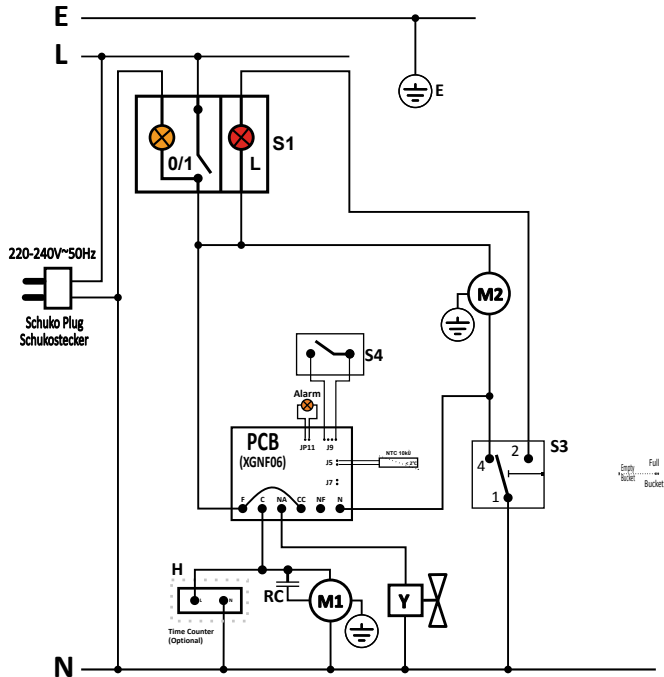 E
L
E
0/1
L
S1
220-240V~50Hz
Schuko Plug
Schukostecker
M2
S4
Alarm
PCB
(XGNF06)
JP11
J9
NTC 10kΩ
J5
2°C
J7
F C NA CC NF N
S3
4
2
1
Empty
Bucket
Full
Bucket
H
L
N
Time Counter
(Optional)
RC
M1
Y
N